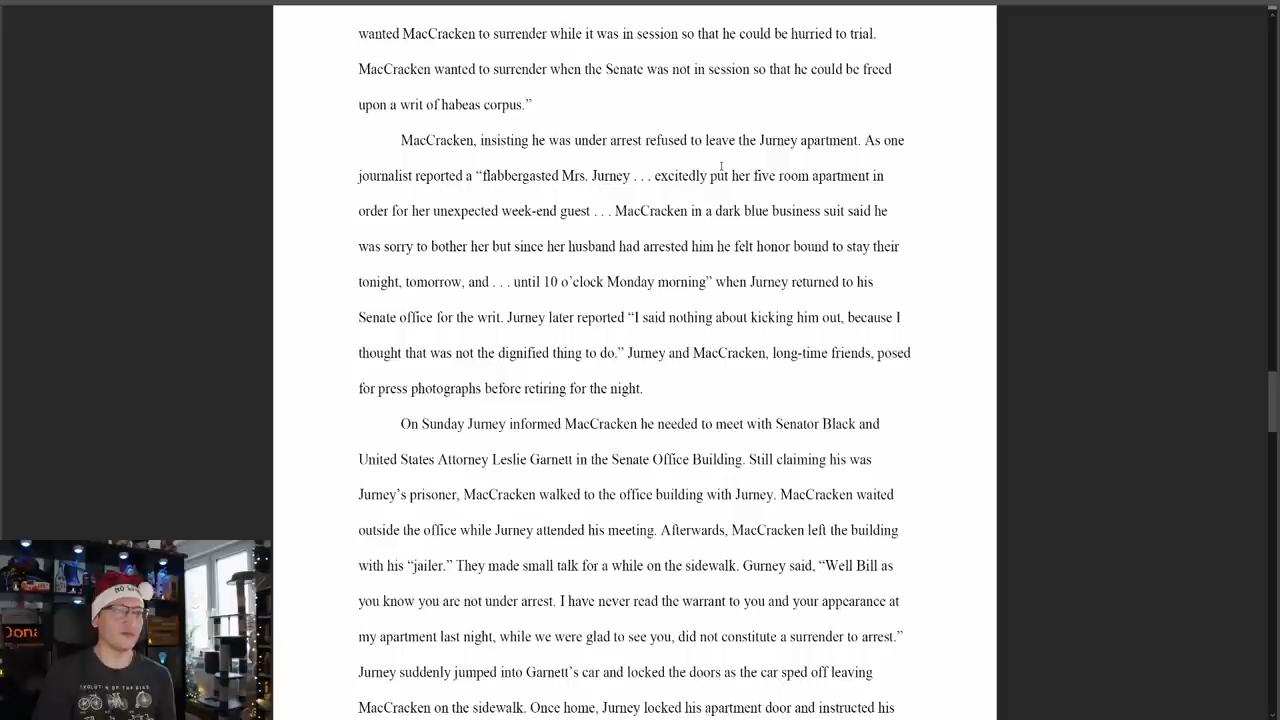 wanted MacCracken to surrender while it was in session so that he could be hurried to trial.
MacCracken wanted to surrender when the Senate was not in session so that he could be freed
upon a writ of habeas corpus.”
MacCracken, insisting he was under arrest refused to leave the Jurney apartment. As one
journalist reported a “flabbergasted Mrs. Jurney . . . excitedly put her five room apartment in
order for her unexpected week-end guest . . . MacCracken in a dark blue business suit said he
was sorry to bother her but since her husband had arrested him he felt honor bound to stay their
tonight, tomorrow, and . . . until 10 o’clock Monday morning” when Jurney returned to his
Senate office for the writ. Jurney later reported “I said nothing about kicking him out, because I
thought that was not the dignified thing to do.” Jurney and MacCracken, long-time friends, posed
for press photographs before retiring for the night.
On Sunday Jurney informed MacCracken he needed to meet with Senator Black and
United States Attorney Leslie Garnett in the Senate Office Building. Still claiming his was
Jurney’s prisoner, MacCracken walked to the office building with Jurney. MacCracken waited
outside the office while Jurney attended his meeting. Afterwards, MacCracken left the building
with his “jailer.” They made small talk for a while on the sidewalk. Gurney said, “Well Bill as
you know you are not under arrest. I have never read the warrant to you and your appearance at
my apartment last night, while we were glad to see you, did not constitute a surrender to arrest.”
Jurney suddenly jumped into Garnett’s car and locked the doors as the car sped off leaving
MacCracken on the sidewalk. Once home, Jurney locked his apartment door and instructed his
Dona
EVOLUTION OF THE BIKE